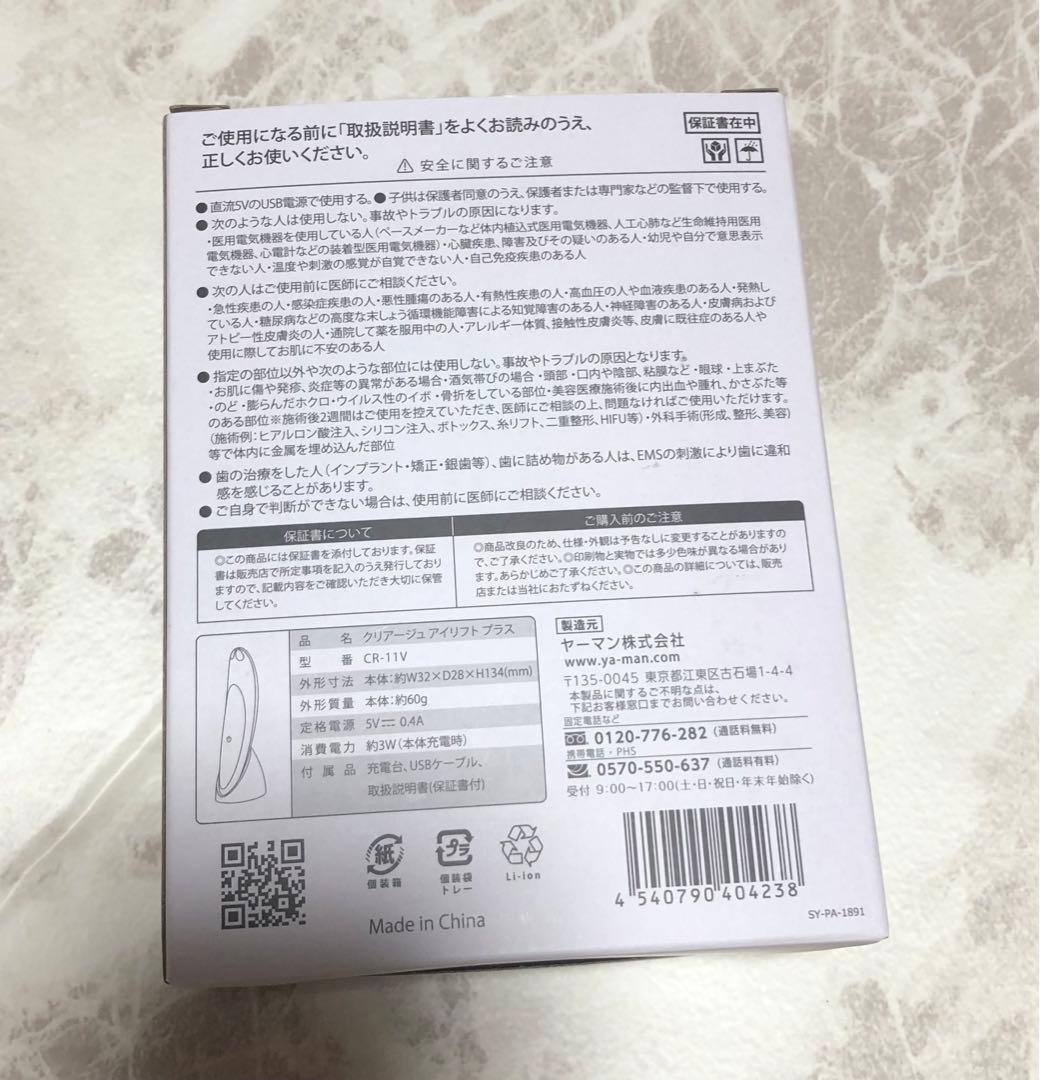 ご使用になる前に「取扱説明書」をよくお読みのうえ、
正しくお使いください。
保証書在中
⚠ 安全に関するご注意
●直流5VのUSB電源で使用する。●子供は保護者同意のうえ、保護者または専門家などの監督下で使用する。
●次のような人は使用しない。事故やトラブルの原因になります。
・医用電気機器を使用している人(ペースメーカーなど体内植込式医用電気機器、人工心肺など生命維持用医用
電気機器、心電計などの装着型医用電気機器)・心臓疾患、障害及びその疑いのある人・幼児や自分で意思表示
できない人・温度や刺激の感覚が自覚できない人・自己免疫疾患のある人
●次の人はご使用前に医師にご相談ください。
・急性疾患の人・感染症疾患の人・悪性腫瘍のある人・有熱性疾患の人・高血圧の人や血液疾患のある人・発熱し
ている人・糖尿病などの高度な末しょう循環機能障害による知覚障害のある人・神経障害のある人・皮膚病および
アトピー性皮膚炎の人・通院して薬を服用中の人・アレルギー体質、接触性皮膚炎等、皮膚に既往症のある人や
使用に際してお肌に不安のある人
●指定の部位以外や次のような部位には使用しない。事故やトラブルの原因となります。
・お肌に傷や発疹、炎症等の異常がある場合・酒気帯びの場合・頭部・口内や陰部、粘膜など・眼球・上まぶた
・のど・膨らんだホクロ・ウイルス性のイボ・骨折をしている部位・美容医療施術後に内出血や腫れ、かさぶた等
のある部位※施術後2週間はご使用を控えていただき、医師にご相談の上、問題なければご使用いただけます。
(施術例:ヒアルロン酸注入、シリコン注入、ボトックス、糸リフト、二重整形、HIFU等)・外科手術(形成、整形、美容)
等で体内に金属を埋め込んだ部位
●歯の治療をした人(インプラント・矯正・銀歯等)、歯に詰め物がある人は、EMSの刺激により歯に違和
感を感じることがあります。
●ご自身で判断ができない場合は、使用前に医師にご相談ください。
保証書について
◎この商品には保証書を添付しております。保証
書は販売店で所定事項を記入のうえ発行しており
ますので、記載内容をご確認いただき大切に保管
してください。
ご購入前のご注意
◎商品改良のため、仕様・外観は予告なしに変更することがありますの
で、ご了承ください。◎印刷物と実物では多少色味が異なる場合があり
ます。あらかじめご了承ください。◎この商品の詳細については、販売
店または当社におたずねください。
品 名 クリアージュ アイリフト プラス
型 番 CR-11V
外形寸法 本体:約W32×D28×H134(mm)
外形質量 本体:約60g
定格電源 5V⎓ 0.4A
消費電力 約3W(本体充電時)
付属品 充電台、USBケーブル、
取扱説明書(保証書付)
製造元
ヤーマン株式会社
www.ya-man.com
〒135-0045 東京都江東区古石場1-4-4
本製品に関するご不明な点は、
下記お客様窓口までお問い合わせください。
固定電話など
0120-776-282 (通話料無料)
携帯電話・PHS
0570-550-637 (通話料有料)
受付 9:00〜17:00(土・日・祝日・年末年始除く)
紙
個装箱
プラ
個装袋
トレー
Li-ion
Made in China
4 540790 404238
SY-PA-1891